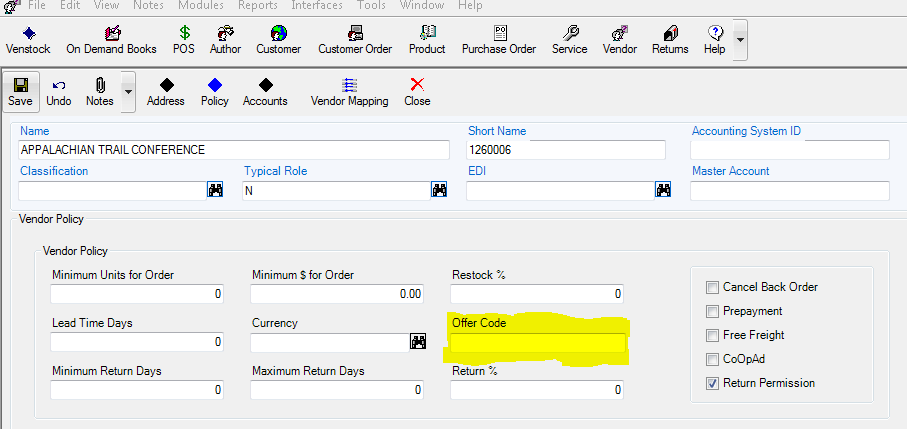 File Edit View Notes Modules Reports Interfaces Tools Window Help
Venstock On Demand Books POS Author Customer Customer Order Product Purchase Order Service Vendor Returns Help
Save Undo Notes Address Policy Accounts Vendor Mapping Close
Name Short Name Accounting System ID
APPALACHIAN TRAIL CONFERENCE 1260006
Classification Typical Role EDI Master Account
N
Vendor Policy
Vendor Policy
Minimum Units for Order Minimum $ for Order Restock %
0 0.00 0
Cancel Back Order
Prepayment
Lead Time Days Currency Offer Code
0
Free Freight
CoOpAd
Minimum Return Days Maximum Return Days Return %
0 0 0
Return Permission